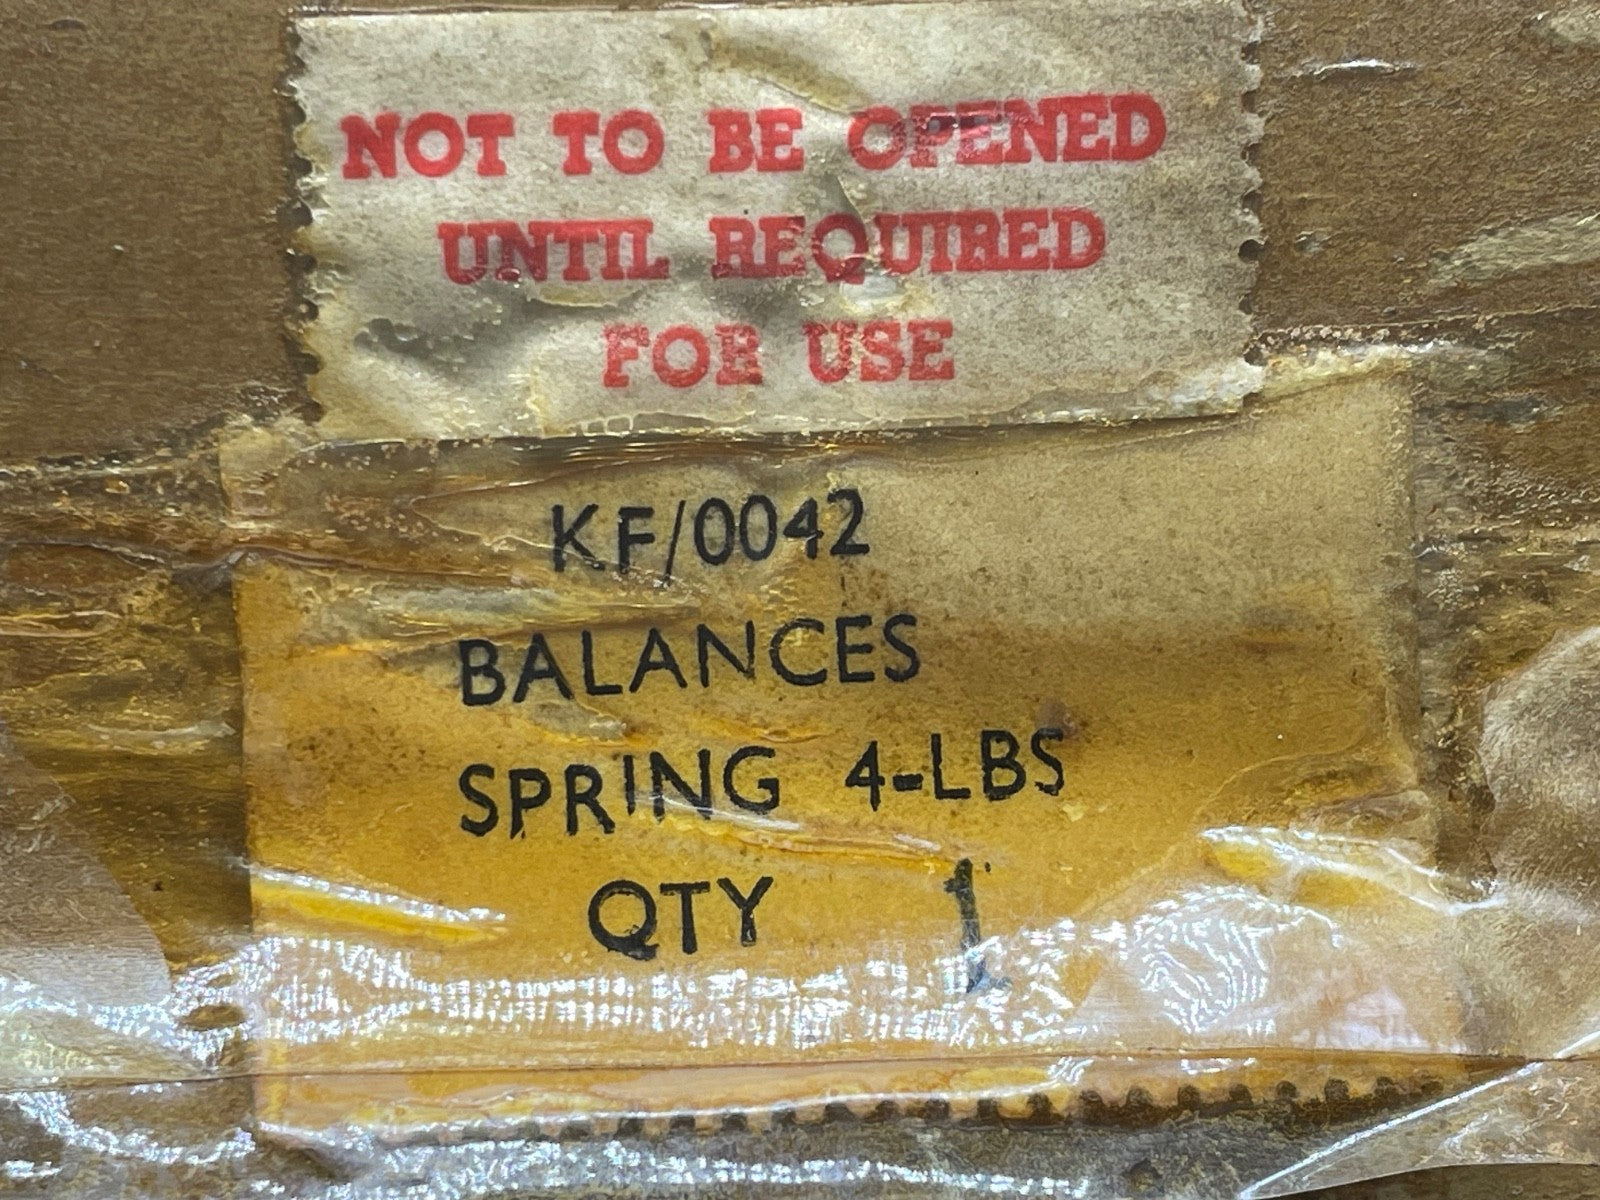 NOT TO BE OPENED
UNTIL REQUIRED
FOR USE
KF/0042
BALANCES
SPRING 4-LBS
QTY 1